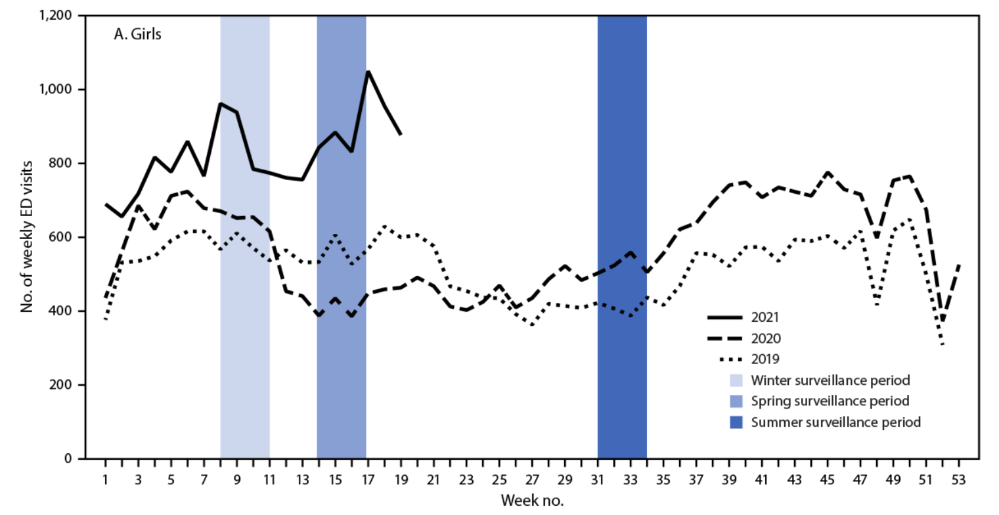 1,200
A. Girls
1,000
800
600
400
200
0
No. of weekly ED visits
2021
2020
2019
Winter surveillance period
Spring surveillance period
Summer surveillance period
1 3 5 7 9 11 13 15 17 19 21 23 25 27 29 31 33 35 37 39 41 43 45 47 49 51 53
Week no.